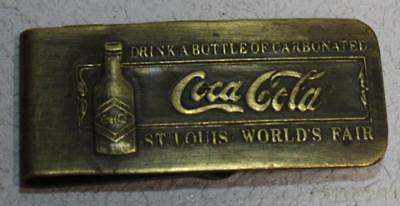 DRINK A BOTTLE OF CARBONATED
Coca Cola
ST. LOUIS WORLD'S FAIR